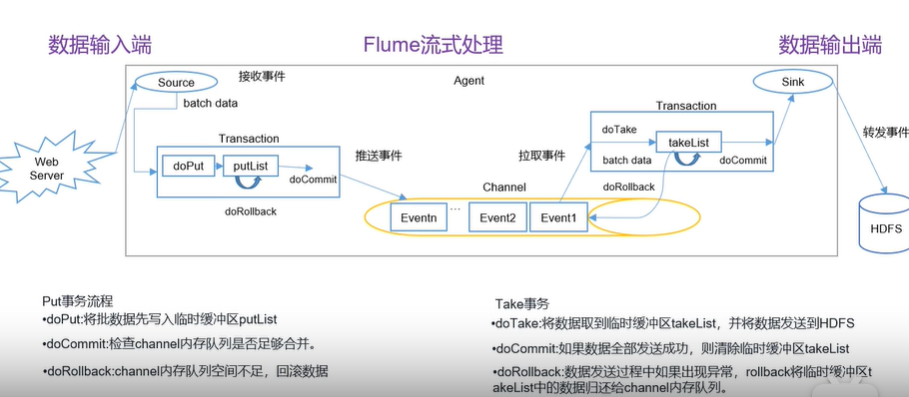 数据输入端
Flume流式处理
数据输出端
Source
接收事件
Agent
Sink
batch data
Transaction
Transaction
doTake
takeList
转发事件
Web
Server
doPut
putList
推送事件
拉取事件
batch data
doCommit
doCommit
doRollback
Channel
doRollback
Eventn
...
Event2
Event1
HDFS
Put事务流程
•doPut:将批数据先写入临时缓冲区putList
•doCommit:检查channel内存队列是否足够合并。
•doRollback:channel内存队列空间不足，回滚数据
Take事务
•doTake:将数据取到临时缓冲区takeList，并将数据发送到HDFS
•doCommit:如果数据全部发送成功，则清除临时缓冲区takeList
•doRollback:数据发送过程中如果出现异常，rollback将临时缓冲区t
akeList中的数据归还给channel内存队列。